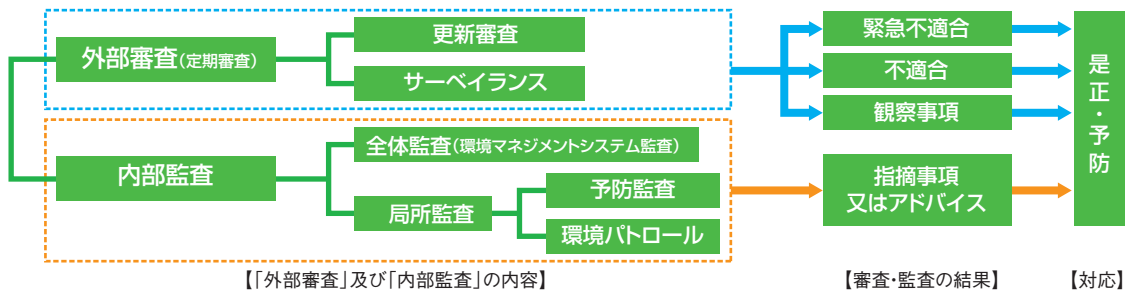 外部審査(定期審査)
更新審査
サーベイランス
内部監査
全体監査(環境マネジメントシステム監査)
局所監査
予防監査
環境パトロール
緊急不適合
不適合
観察事項
指摘事項
又はアドバイス
是正・予防
【「外部審査」及び「内部監査」の内容】
【審査・監査の結果】
【対応】